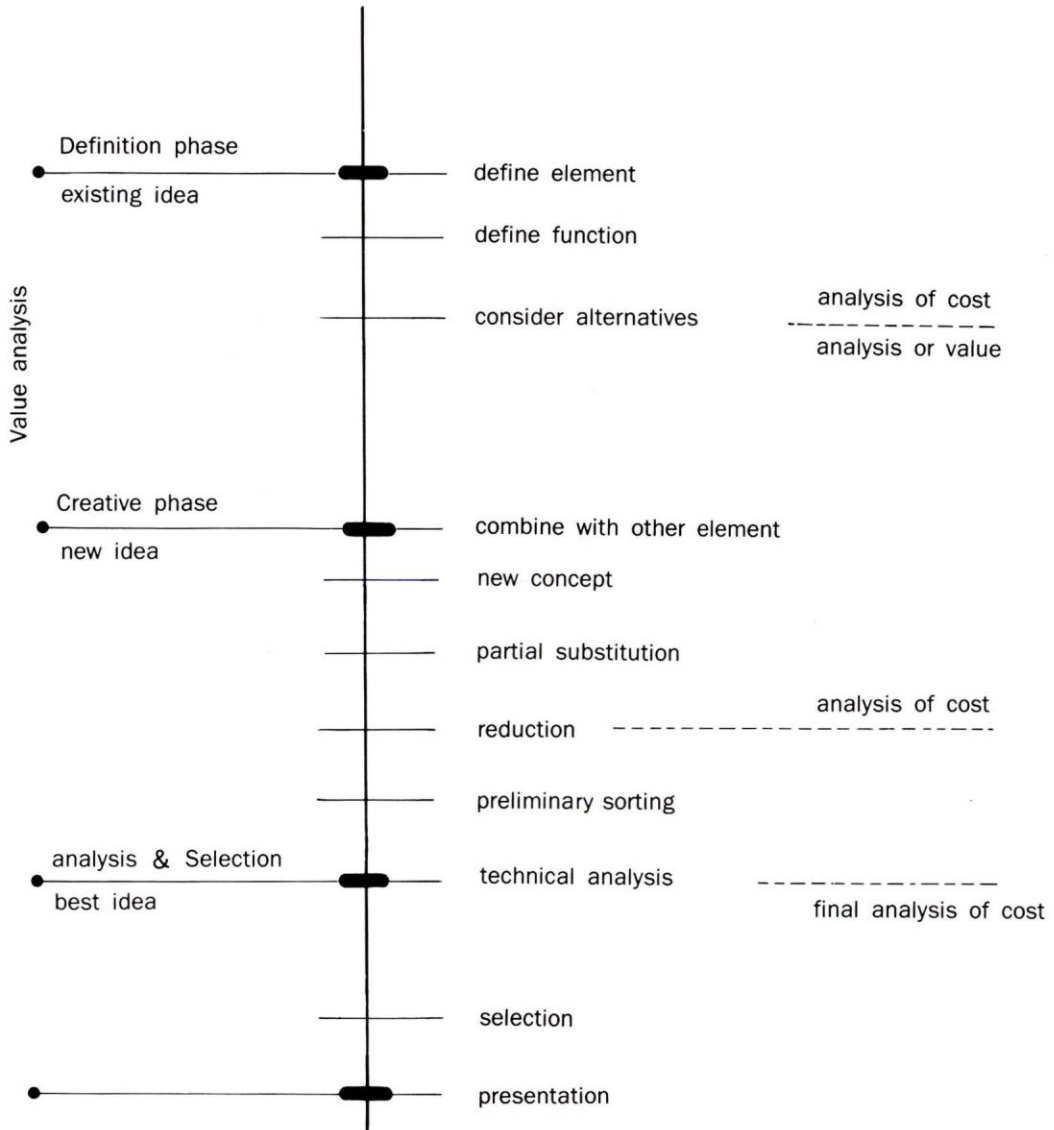 Value analysis
Definition phase
existing idea
define element
define function
consider alternatives
analysis of cost
analysis or value
Creative phase
new idea
combine with other element
new concept
partial substitution
reduction
analysis of cost
preliminary sorting
analysis & Selection
best idea
technical analysis
final analysis of cost
selection
presentation